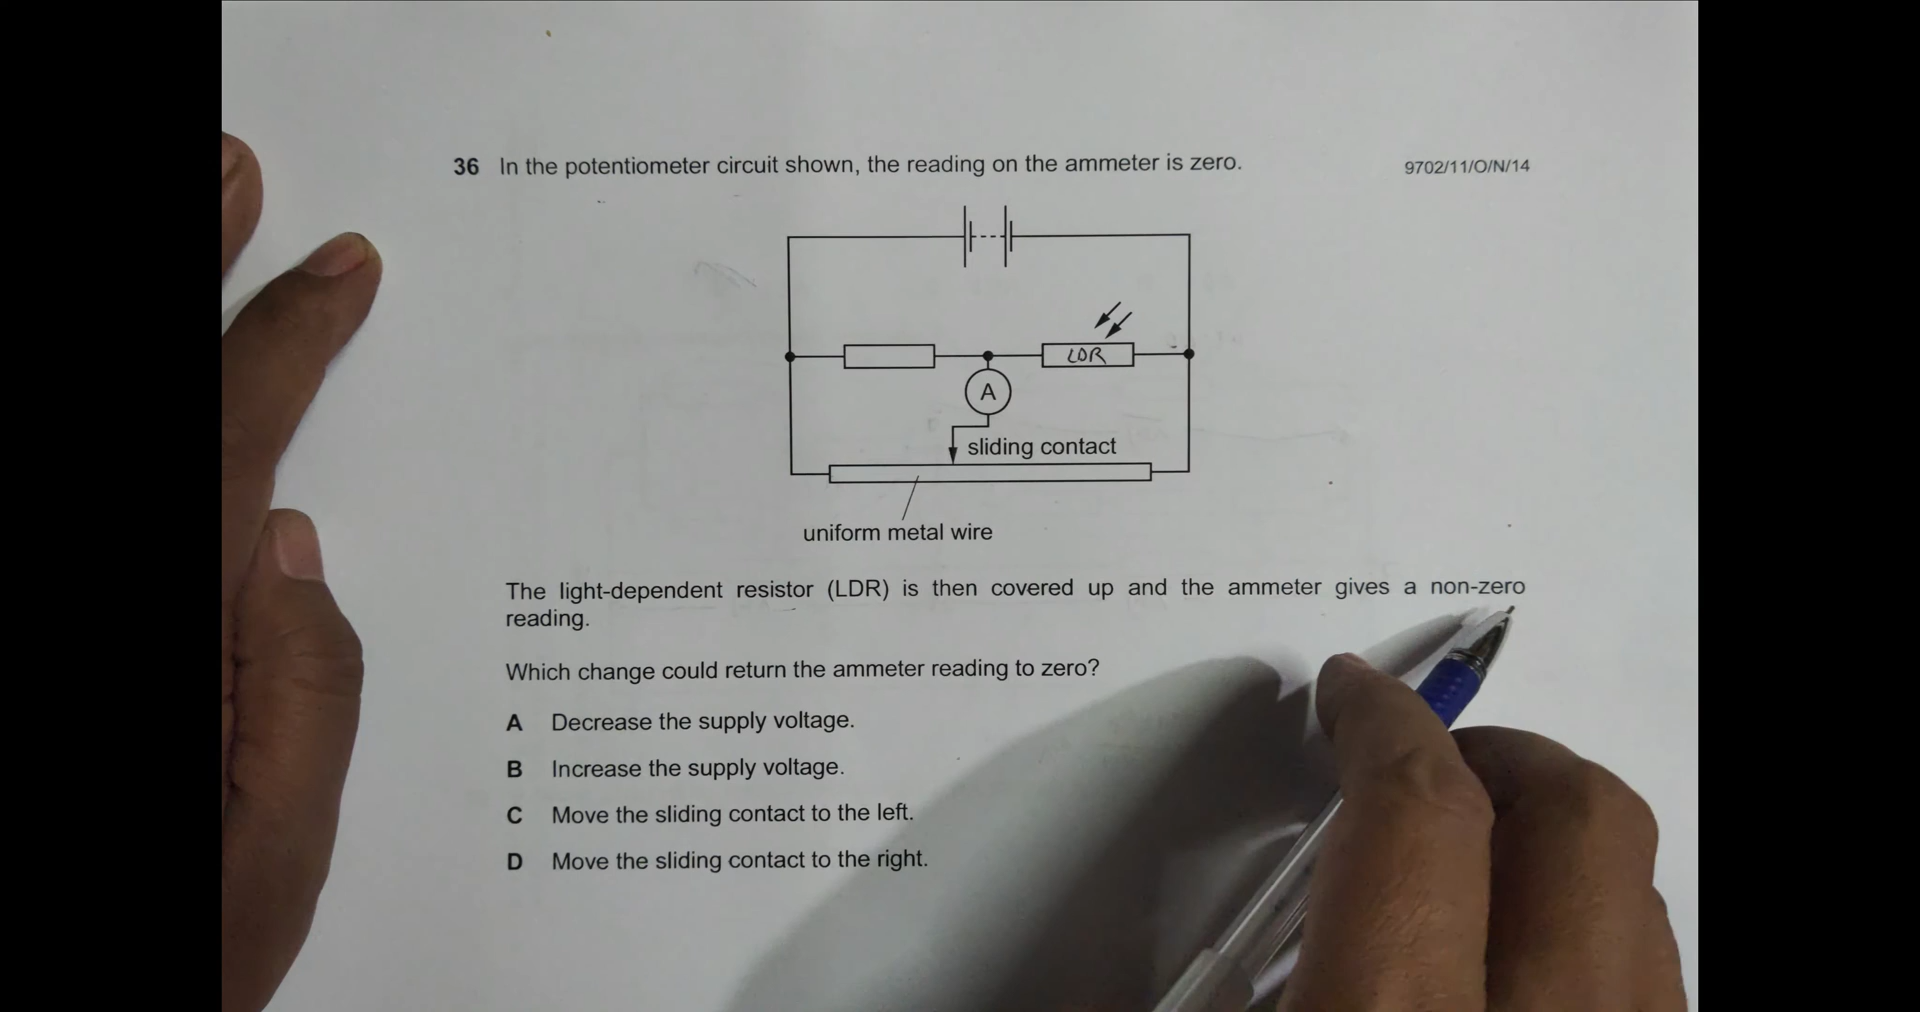 36 In the potentiometer circuit shown, the reading on the ammeter is zero. 9702/11/O/N/14
LDR
A
sliding contact
uniform metal wire
The light-dependent resistor (LDR) is then covered up and the ammeter gives a non-zero
reading.
Which change could return the ammeter reading to zero?
A Decrease the supply voltage.
B Increase the supply voltage.
C Move the sliding contact to the left.
D Move the sliding contact to the right.